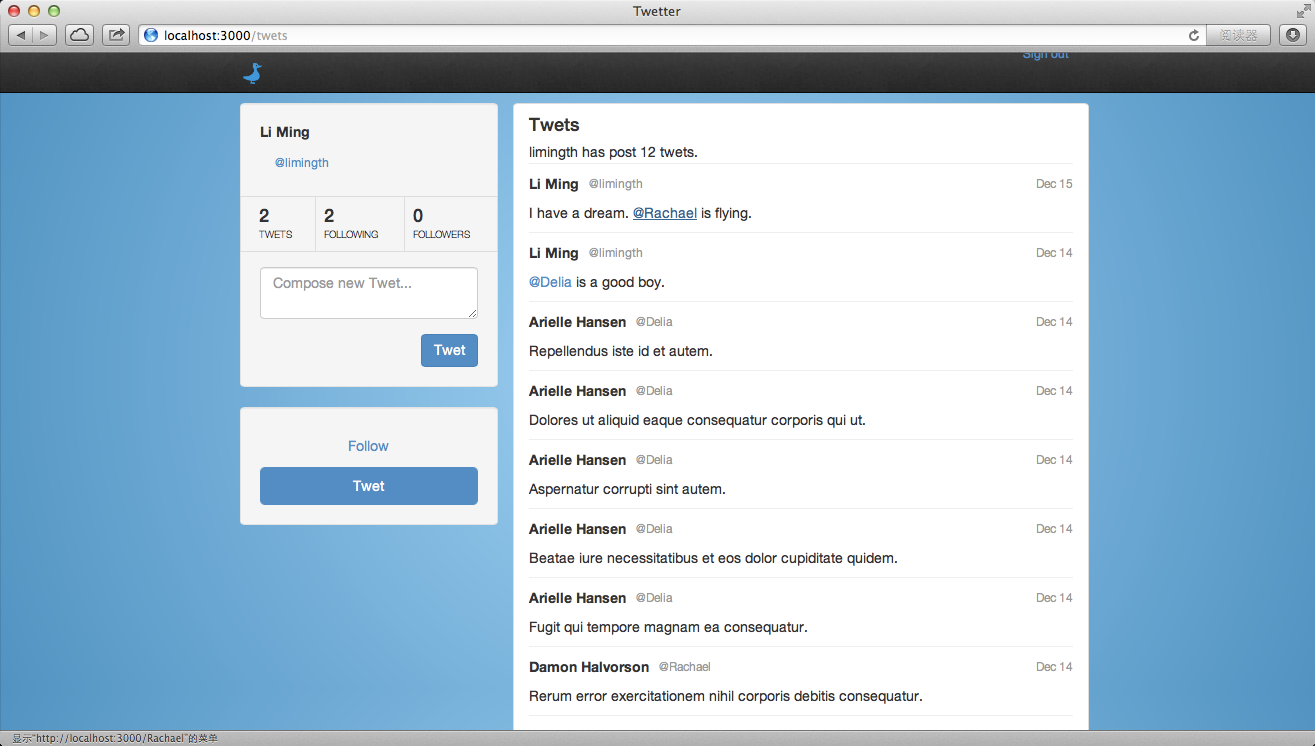 Twetter
localhost:3000/twets
阅读器
Sign out
Li Ming
@limingth
2 2 0
TWETS FOLLOWING FOLLOWERS
Compose new Twet...
Twet
Follow
Twet
Twets
limingth has post 12 twets.
Li Ming @limingth Dec 15
I have a dream. @Rachael is flying.
Li Ming @limingth Dec 14
@Delia is a good boy.
Arielle Hansen @Delia Dec 14
Repellendus iste id et autem.
Arielle Hansen @Delia Dec 14
Dolores ut aliquid eaque consequatur corporis qui ut.
Arielle Hansen @Delia Dec 14
Aspernatur corrupti sint autem.
Arielle Hansen @Delia Dec 14
Beatae iure necessitatibus et eos dolor cupiditate quidem.
Arielle Hansen @Delia Dec 14
Fugit qui tempore magnam ea consequatur.
Damon Halvorson @Rachael Dec 14
Rerum error exercitationem nihil corporis debitis consequatur.
显示“http://localhost:3000/Rachael”的菜单